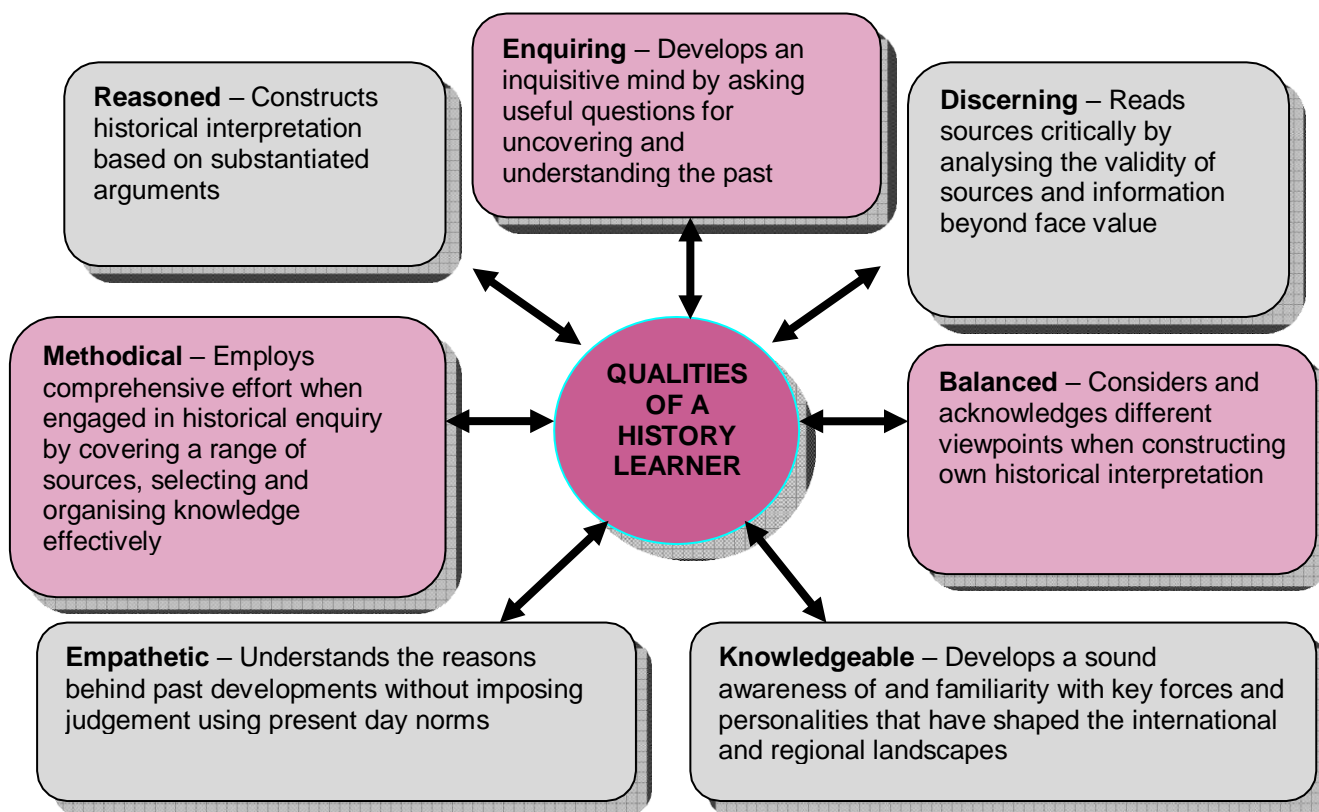 Enquiring – Develops an
inquisitive mind by asking
useful questions for
uncovering and
understanding the past
Reasoned – Constructs
historical interpretation
based on substantiated
arguments
Discerning – Reads
sources critically by
analysing the validity of
sources and information
beyond face value
Methodical – Employs
comprehensive effort when
engaged in historical enquiry
by covering a range of
sources, selecting and
organising knowledge
effectively
QUALITIES
OF A
HISTORY
LEARNER
Balanced – Considers and
acknowledges different
viewpoints when constructing
own historical interpretation
Empathetic – Understands the reasons
behind past developments without imposing
judgement using present day norms
Knowledgeable – Develops a sound
awareness of and familiarity with key forces and
personalities that have shaped the international
and regional landscapes